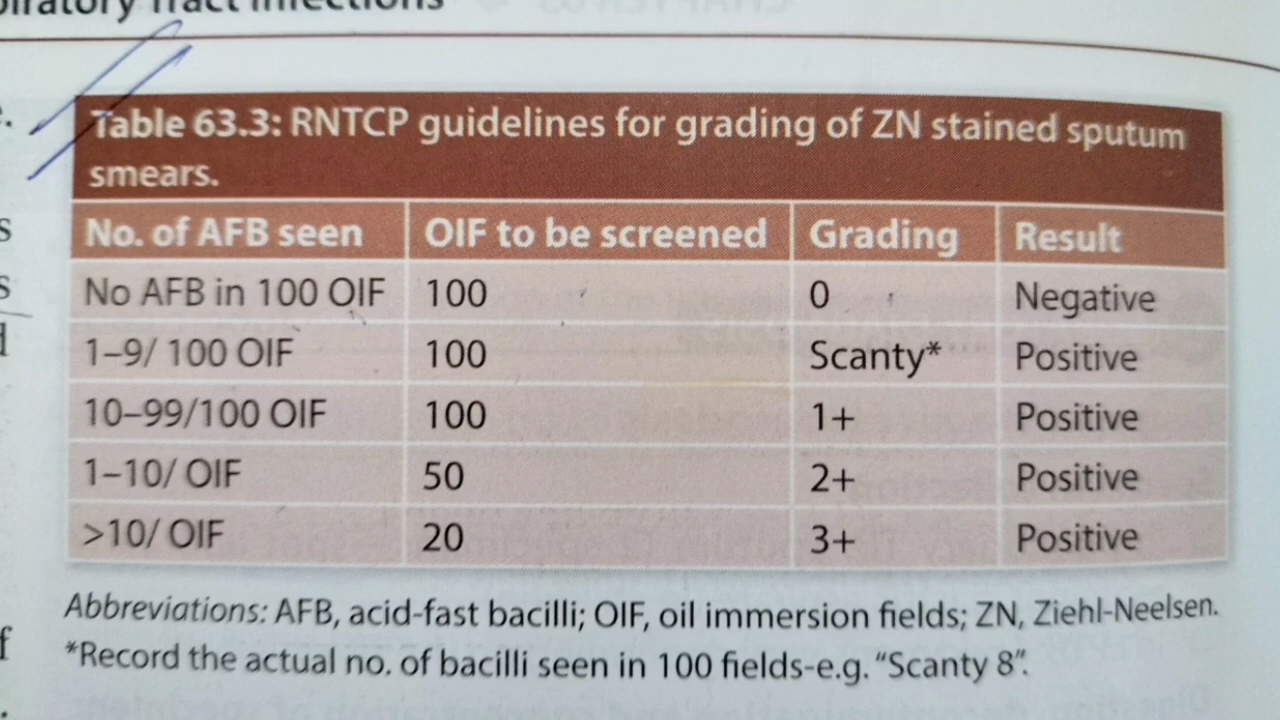 Tract Infections
Table 63.3: RNTCP guidelines for grading of ZN stained sputum
smears.
No. of AFB seen OIF to be screened Grading Result
No AFB in 100 OIF 100 0 Negative
1–9/ 100 OIF 100 Scanty* Positive
10–99/100 OIF 100 1+ Positive
1–10/ OIF 50 2+ Positive
>10/ OIF 20 3+ Positive
Abbreviations: AFB, acid-fast bacilli; OIF, oil immersion fields; ZN, Ziehl-Neelsen.
*Record the actual no. of bacilli seen in 100 fields-e.g. “Scanty 8”.